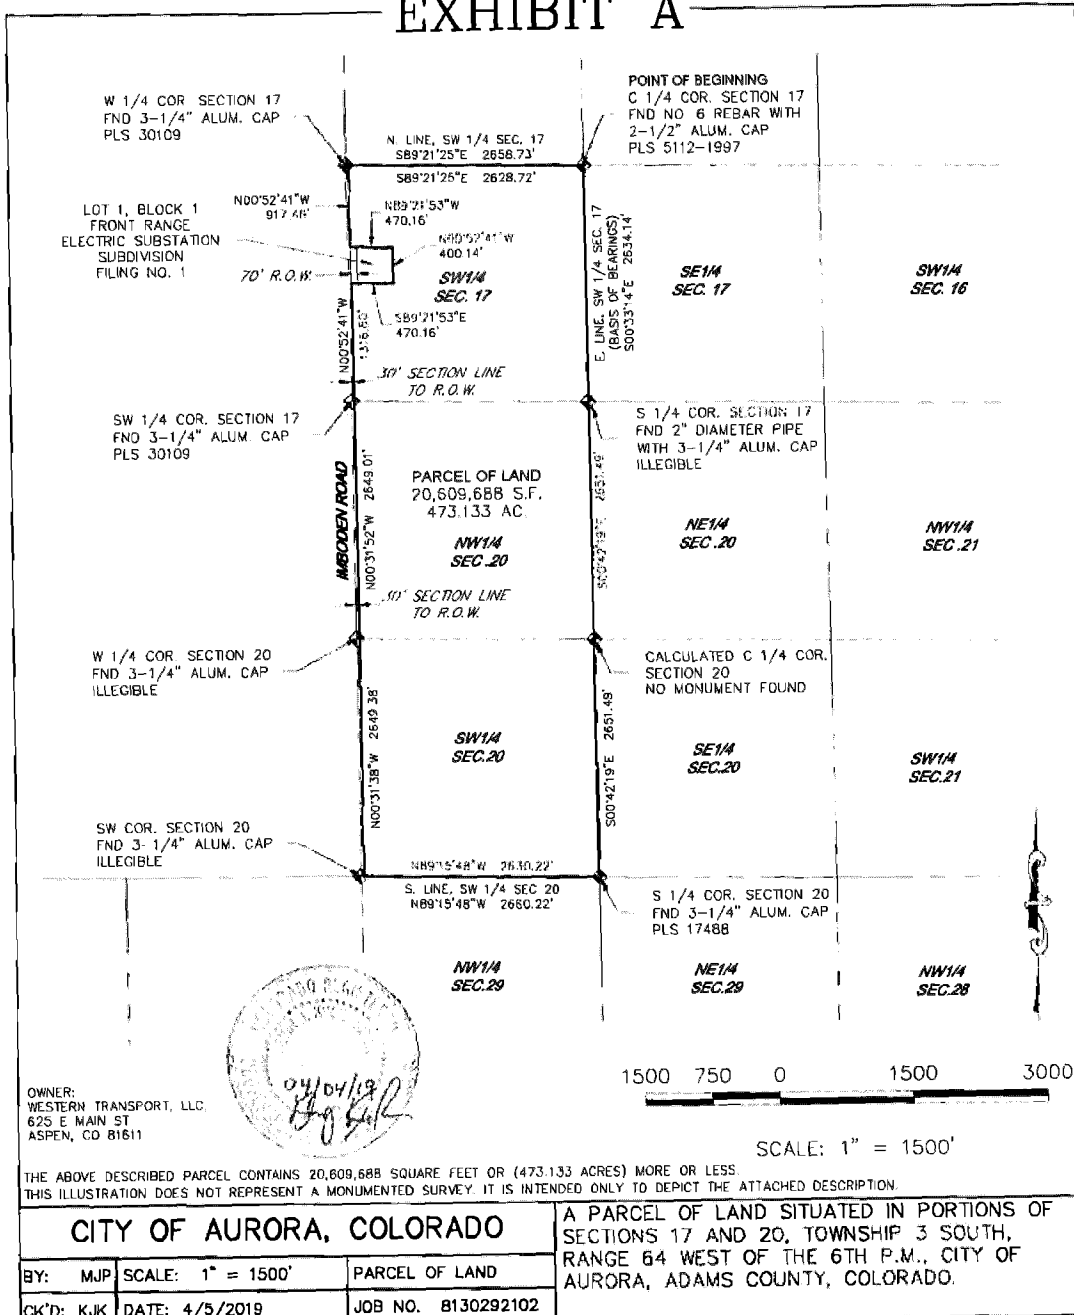 EXHIBIT A
W 1/4 COR SECTION 17
FND 3-1/4" ALUM. CAP
PLS 30109
POINT OF BEGINNING
C 1/4 COR. SECTION 17
FND NO 6 REBAR WITH
2-1/2" ALUM. CAP
PLS 5112-1997
N. LINE, SW 1/4 SEC. 17
S89°21'25"E 2658.73'
S89°21'25"E 2628.72'
N00°52'41"W
LOT 1, BLOCK 1
FRONT RANGE
ELECTRIC SUBSTATION
SUBDIVISION
FILING NO. 1
N89°21'53"W
470.16'
N00°52'41"W
400.14'
70' R.O.W.
SW1/4
SEC. 17
S89°21'53"E
470.16'
E. LINE, SW 1/4 SEC. 17
(BASIS OF BEARINGS)
S00°33'14"E 2634.14'
SE1/4
SEC. 17
SW1/4
SEC. 16
N00°52'41"W
30' SECTION LINE
TO R.O.W.
SW 1/4 COR. SECTION 17
FND 3-1/4" ALUM. CAP
PLS 30109
S 1/4 COR. SECTION 17
FND 2" DIAMETER PIPE
WITH 3-1/4" ALUM. CAP
ILLEGIBLE
IMBODEN ROAD
N00°31'52"W 2649.01'
PARCEL OF LAND
20,609,688 S.F.
473.133 AC.
NW1/4
SEC.20
S00°42'19"E 2651.49'
NE1/4
SEC.20
NW1/4
SEC.21
30' SECTION LINE
TO R.O.W.
W 1/4 COR. SECTION 20
FND 3-1/4" ALUM. CAP
ILLEGIBLE
CALCULATED C 1/4 COR.
SECTION 20
NO MONUMENT FOUND
N00°31'38"W 2649.38'
SW1/4
SEC.20
S00°42'19"E 2651.49'
SE1/4
SEC.20
SW1/4
SEC.21
SW COR. SECTION 20
FND 3-1/4" ALUM. CAP
ILLEGIBLE
N89°15'48"W 2630.22'
S. LINE, SW 1/4 SEC 20
N89°15'48"W 2660.22'
S 1/4 COR. SECTION 20
FND 3-1/4" ALUM. CAP
PLS 17488
NW1/4
SEC.29
NE1/4
SEC.29
NW1/4
SEC.28
04/04/19
OWNER:
WESTERN TRANSPORT, LLC.
625 E MAIN ST
ASPEN, CO 81611
1500 750 0 1500 3000
SCALE: 1" = 1500'
THE ABOVE DESCRIBED PARCEL CONTAINS 20,609,688 SQUARE FEET OR (473.133 ACRES) MORE OR LESS.
THIS ILLUSTRATION DOES NOT REPRESENT A MONUMENTED SURVEY. IT IS INTENDED ONLY TO DEPICT THE ATTACHED DESCRIPTION.
CITY OF AURORA, COLORADO
BY: MJP SCALE: 1" = 1500' PARCEL OF LAND
CK'D: KJK DATE: 4/5/2019 JOB NO. 8130292102
A PARCEL OF LAND SITUATED IN PORTIONS OF
SECTIONS 17 AND 20, TOWNSHIP 3 SOUTH,
RANGE 64 WEST OF THE 6TH P.M., CITY OF
AURORA, ADAMS COUNTY, COLORADO.